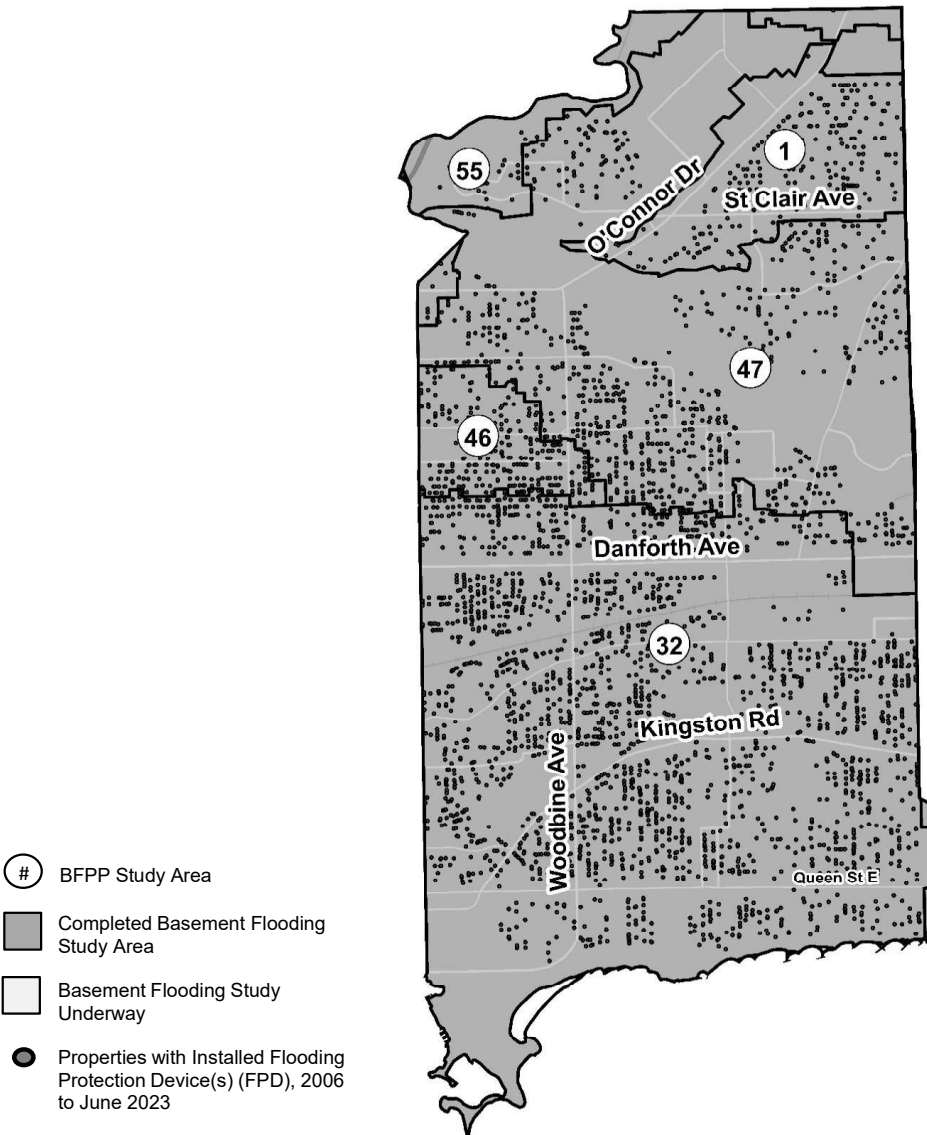 55
1
O'Connor Dr
St Clair Ave
47
46
Danforth Ave
32
Kingston Rd
Woodbine Ave
Queen St E
# BFPP Study Area
Completed Basement Flooding
Study Area
Basement Flooding Study
Underway
Properties with Installed Flooding
Protection Device(s) (FPD), 2006
to June 2023